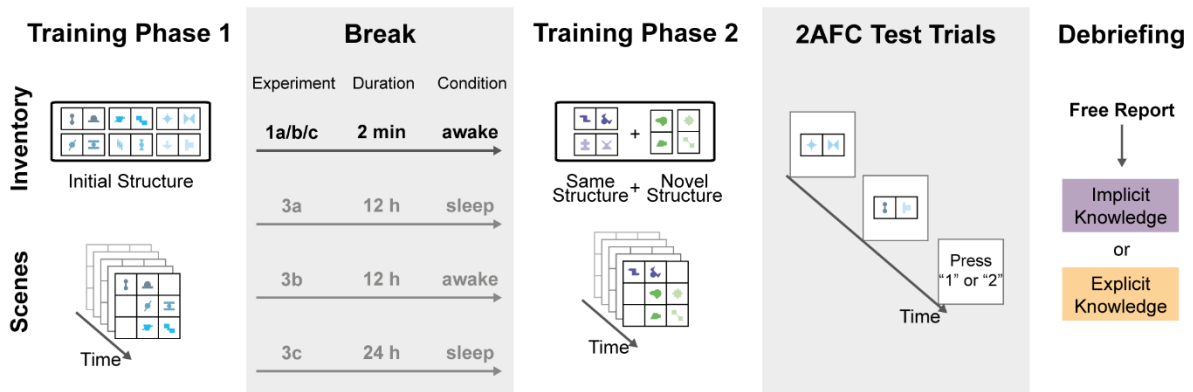 Training Phase 1
Break
Training Phase 2
2AFC Test Trials
Debriefing
Inventory
Initial Structure
Experiment Duration Condition
1a/b/c 2 min awake
3a 12 h sleep
3b 12 h awake
3c 24 h sleep
+
Same Structure + Novel Structure
Scenes
Time
Time
Press
"1" or "2"
Time
Free Report
Implicit
Knowledge
or
Explicit
Knowledge